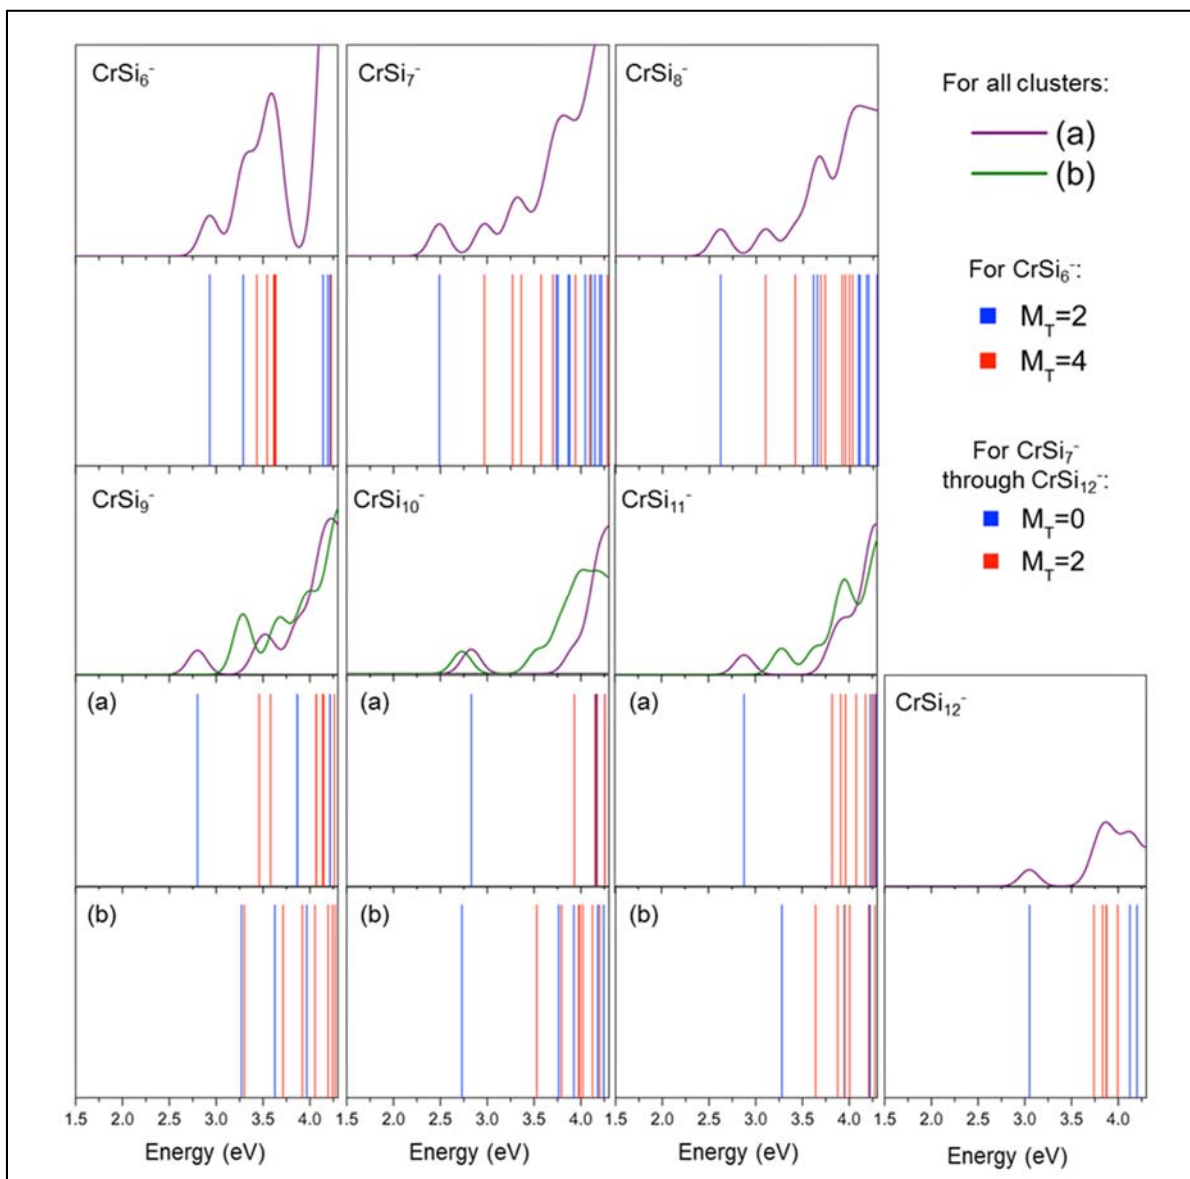 CrSi₆⁻
CrSi₇⁻
CrSi₈⁻
For all clusters:
(a)
(b)
For CrSi₆⁻:
M_T=2
M_T=4
For CrSi₇⁻
through CrSi₁₂⁻:
M_T=0
M_T=2
CrSi₉⁻
CrSi₁₀⁻
CrSi₁₁⁻
(a)
(a)
(a)
CrSi₁₂⁻
(b)
(b)
(b)
1.5 2.0 2.5 3.0 3.5 4.0
1.5 2.0 2.5 3.0 3.5 4.0
1.5 2.0 2.5 3.0 3.5 4.0
1.5 2.0 2.5 3.0 3.5 4.0
Energy (eV)
Energy (eV)
Energy (eV)
Energy (eV)